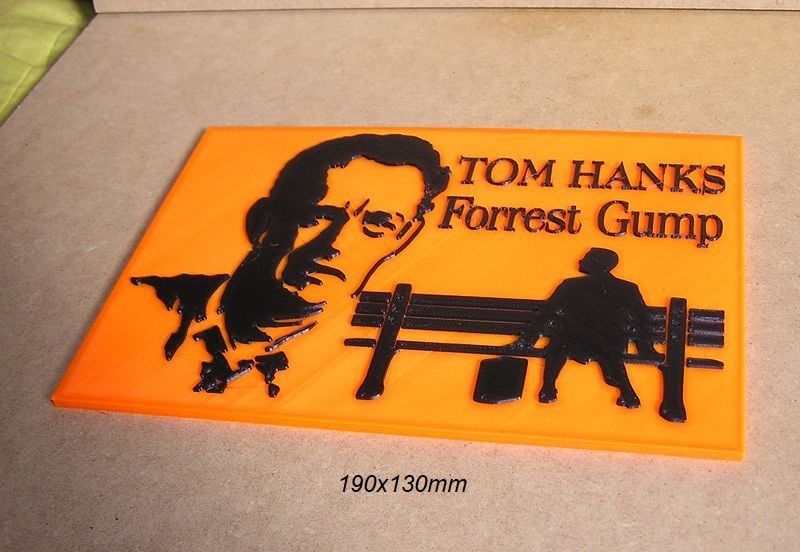 TOM HANKS
Forrest Gump
190x130mm